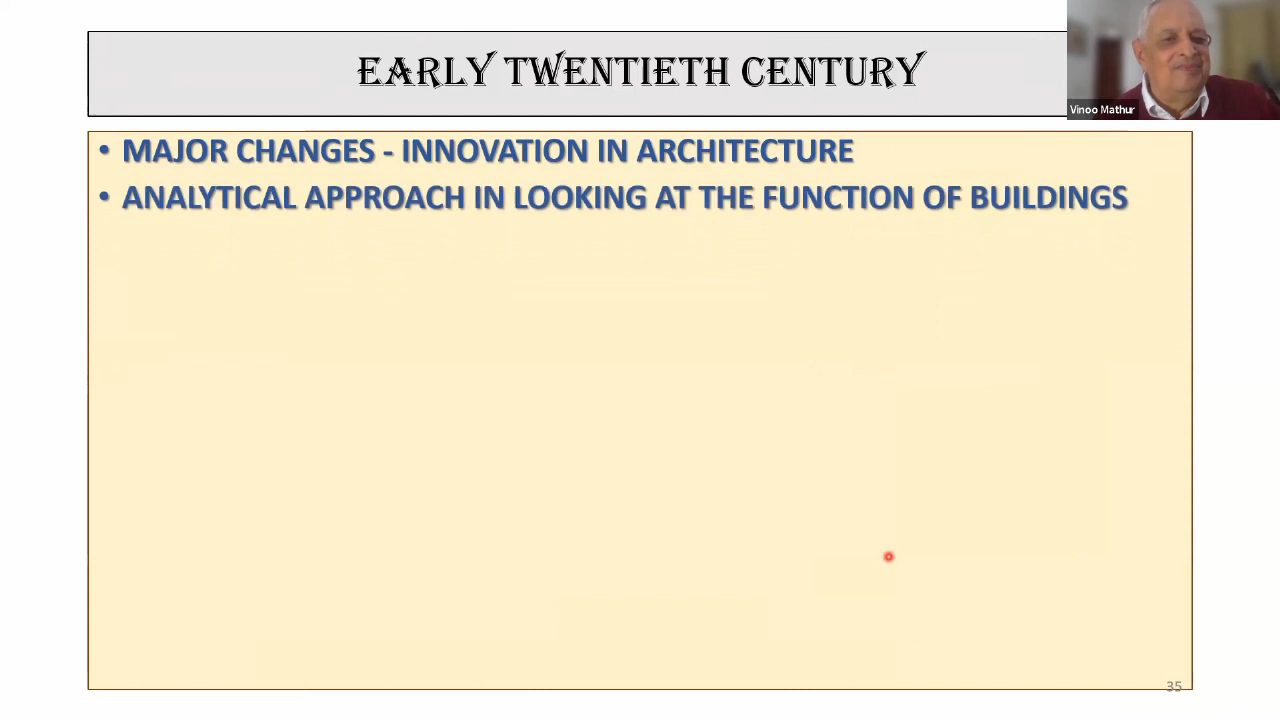 EARLY TWENTIETH CENTURY
Vinoo Mathur
• MAJOR CHANGES - INNOVATION IN ARCHITECTURE
• ANALYTICAL APPROACH IN LOOKING AT THE FUNCTION OF BUILDINGS
35